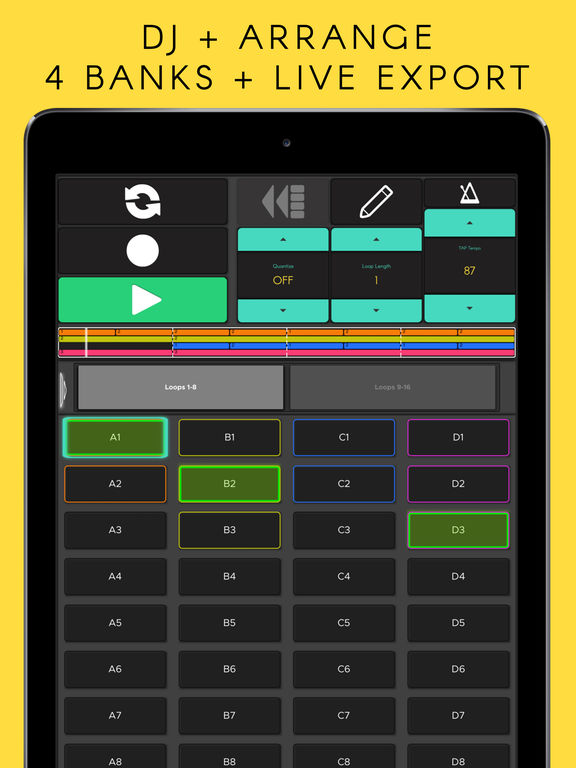 DJ + ARRANGE
4 BANKS + LIVE EXPORT
Quantise
OFF
Loop Length
1
TAP Tempo
87
Loops 1-8
Loops 9-16
A1 B1 C1 D1
A2 B2 C2 D2
A3 B3 C3 D3
A4 B4 C4 D4
A5 B5 C5 D5
A6 B6 C6 D6
A7 B7 C7 D7
A8 B8 C8 D8